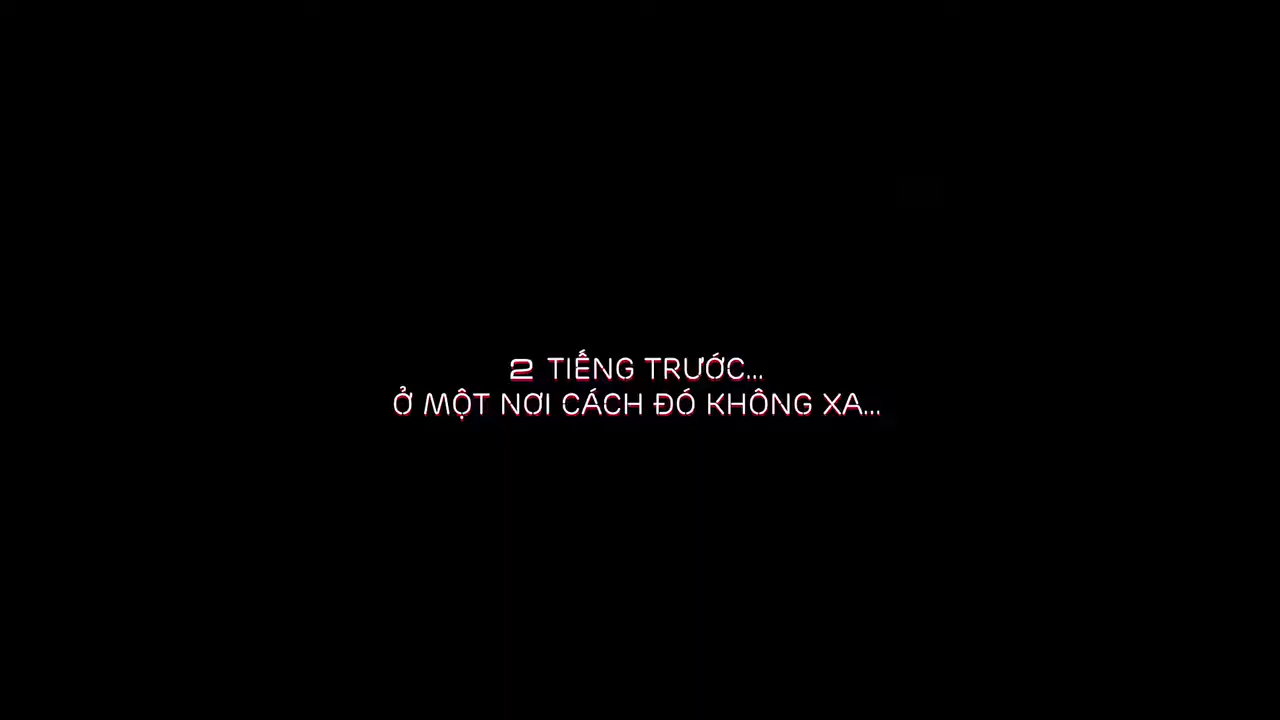 2 TIẾNG TRƯỚC...
Ở MỘT NƠI CÁCH ĐÓ KHÔNG XA...